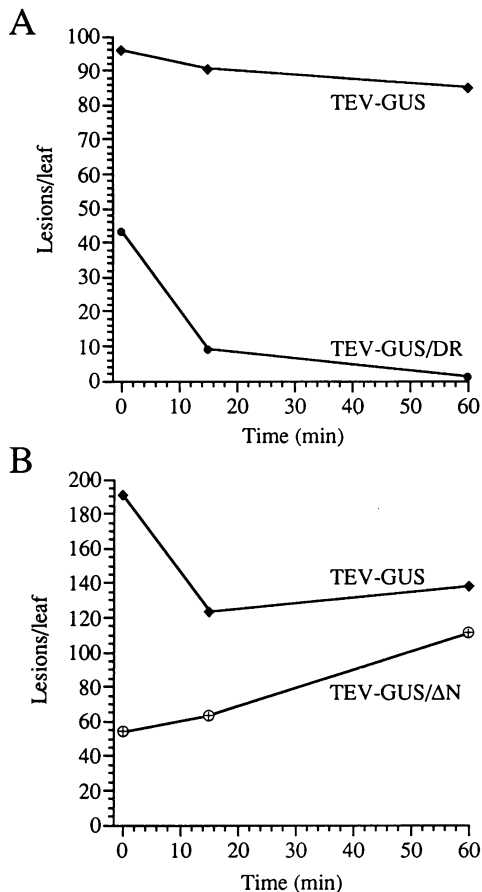 A
100
90
80
70
60
50
40
30
20
10
0
Lesions/leaf
TEV-GUS
TEV-GUS/DR
0 10 20 30 40 50 60
Time (min)
B
200
180
160
140
120
100
80
60
40
20
0
Lesions/leaf
TEV-GUS
TEV-GUS/ΔN
0 10 20 30 40 50 60
Time (min)